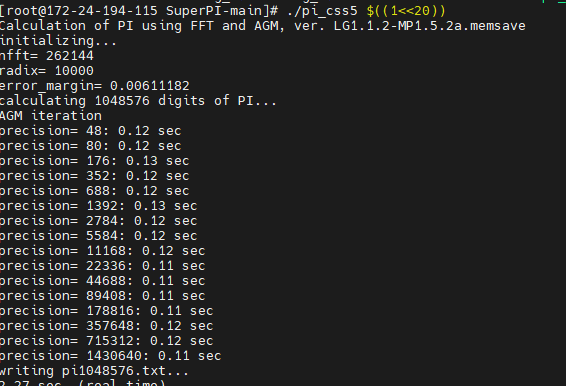 [root@172-24-194-115 SuperPI-main]# ./pi_css5 $((1<<20))
Calculation of PI using FFT and AGM, ver. LG1.1.2-MP1.5.2a.memsave
initializing...
nfft= 262144
radix= 10000
error_margin= 0.00611182
calculating 1048576 digits of PI...
AGM iteration
precision= 48: 0.12 sec
precision= 80: 0.12 sec
precision= 176: 0.13 sec
precision= 352: 0.12 sec
precision= 688: 0.12 sec
precision= 1392: 0.13 sec
precision= 2784: 0.12 sec
precision= 5584: 0.12 sec
precision= 11168: 0.12 sec
precision= 22336: 0.11 sec
precision= 44688: 0.11 sec
precision= 89408: 0.11 sec
precision= 178816: 0.11 sec
precision= 357648: 0.12 sec
precision= 715312: 0.12 sec
precision= 1430640: 0.11 sec
writing pi1048576.txt...
2.27 sec. (real time)